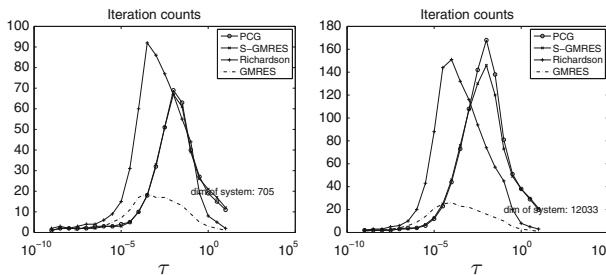 Iteration counts
100
90
80
70
60
50
40
30
20
10
0
PCG
S-GMRES
Richardson
GMRES
dim of system: 705
10^-10
10^-5
10^0
10^5
τ
Iteration counts
180
160
140
120
100
80
60
40
20
0
PCG
S-GMRES
Richardson
GMRES
dim of system: 12033
10^-10
10^-5
10^0
10^5
τ